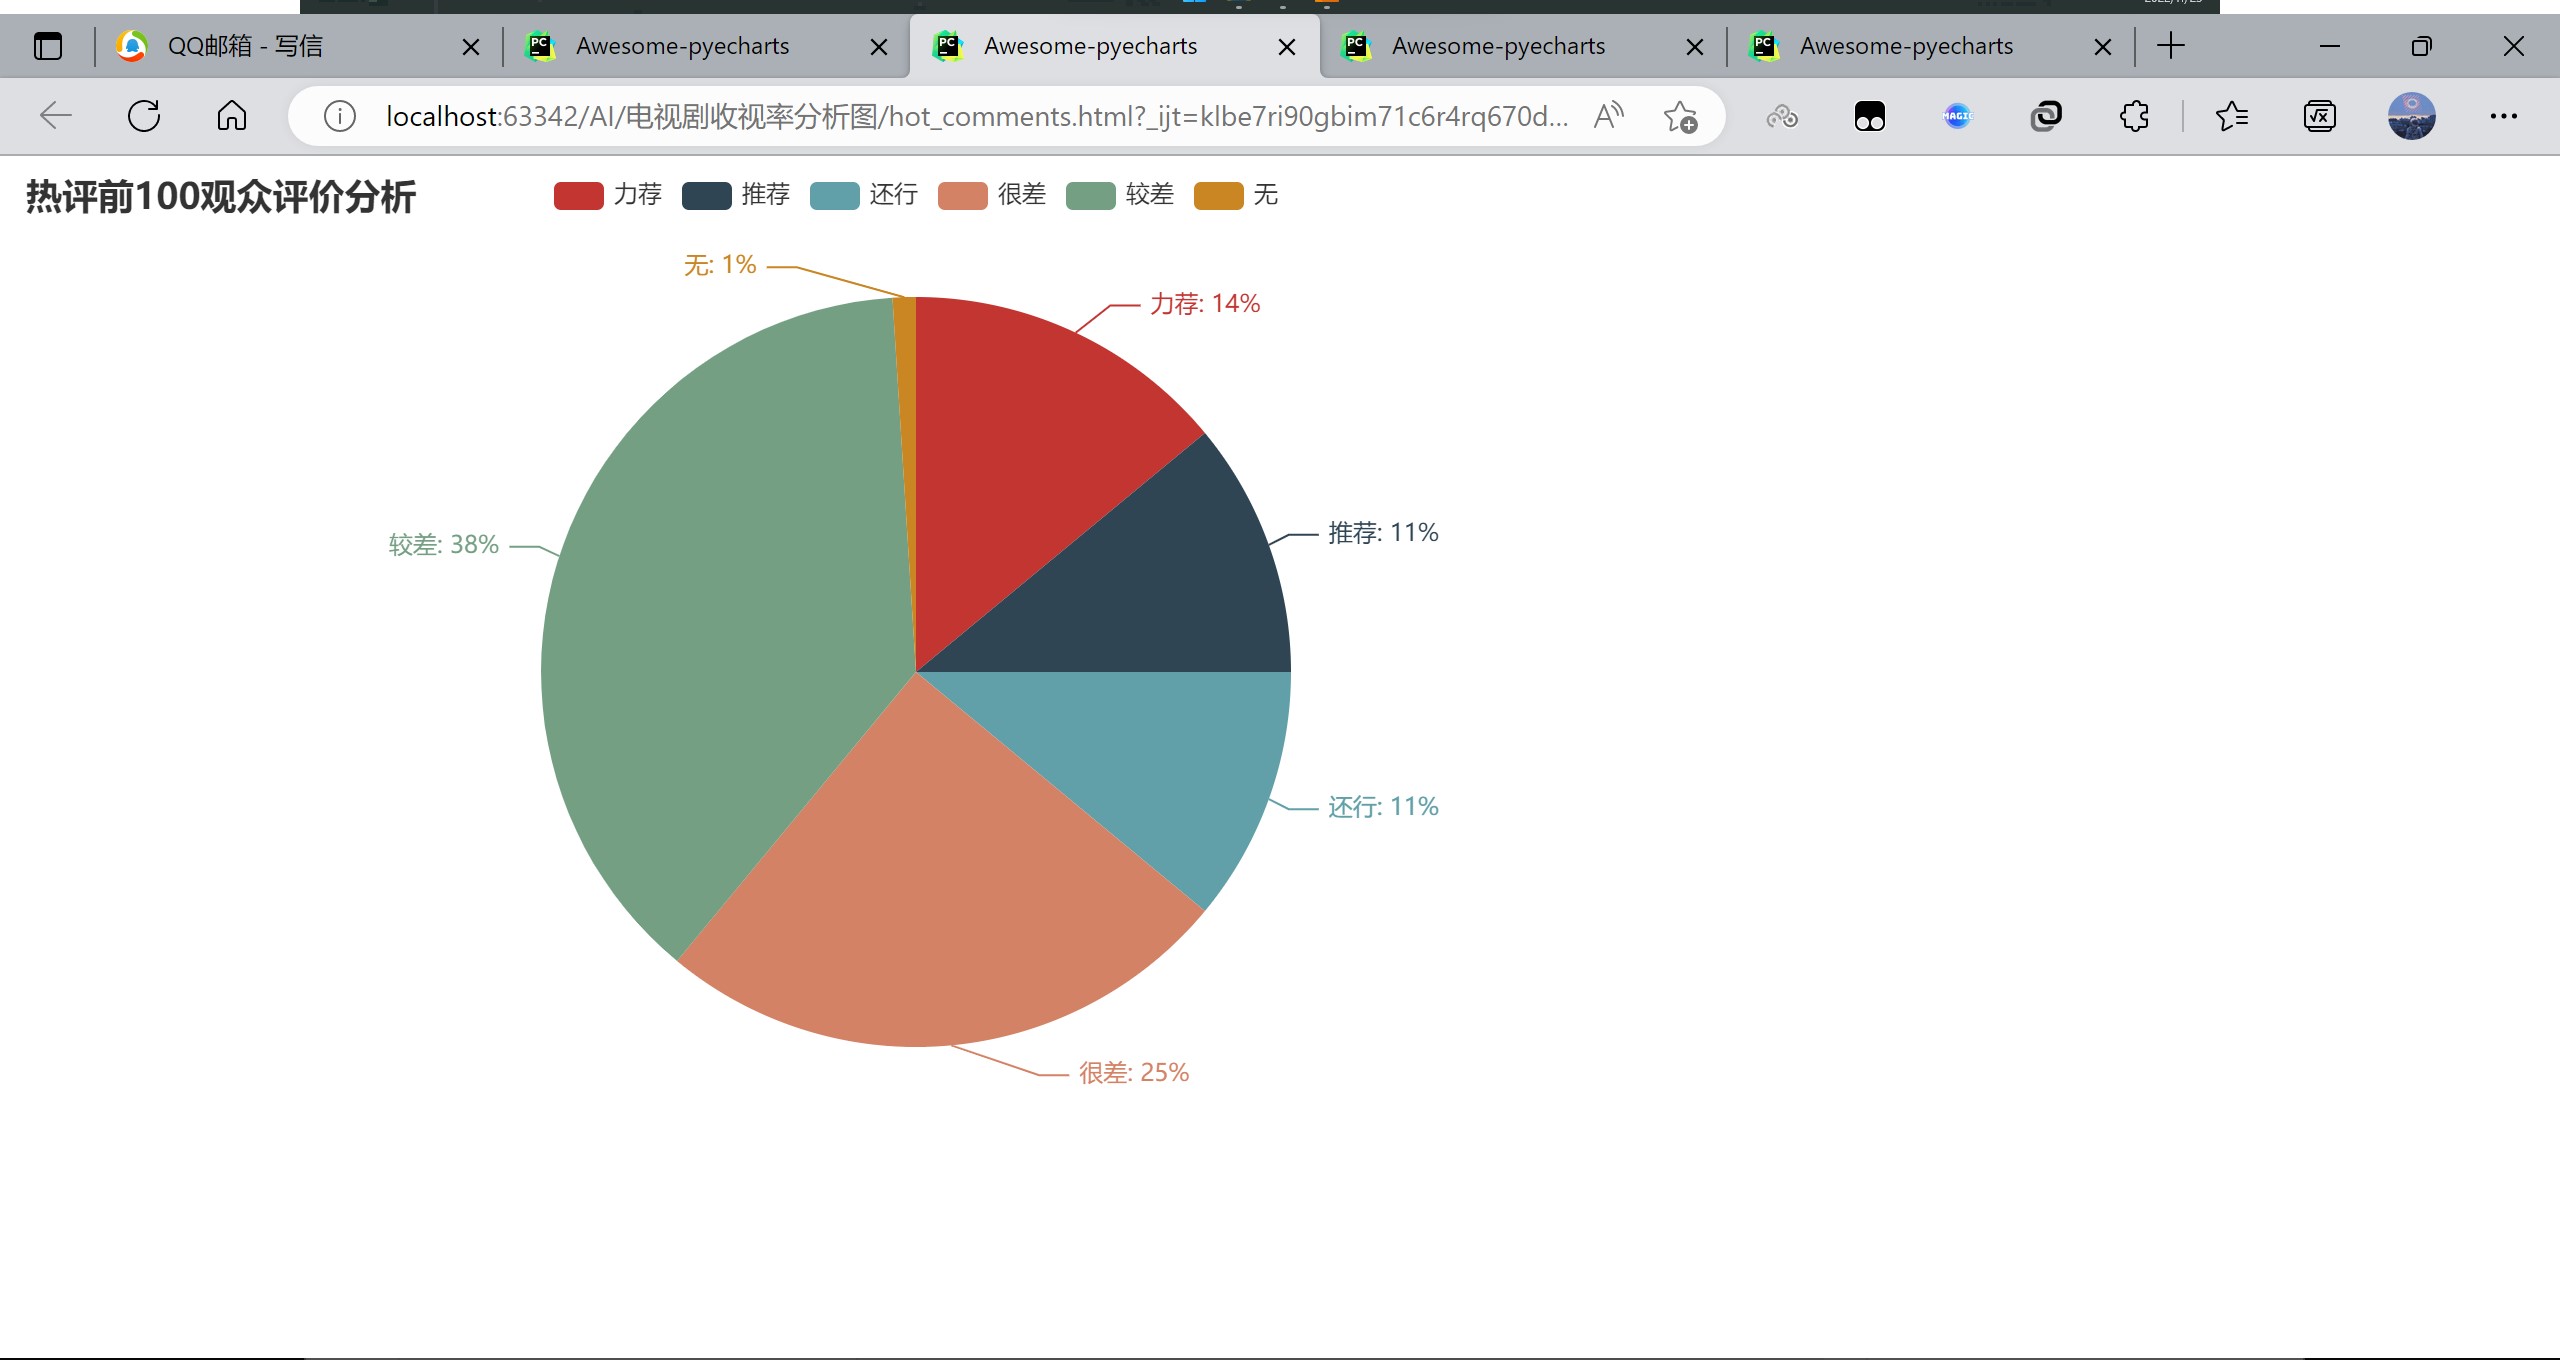 QQ邮箱 - 写信
Awesome-pyecharts
Awesome-pyecharts
Awesome-pyecharts
Awesome-pyecharts
localhost:63342/AI/电视剧收视率分析图/hot_comments.html?_ijt=klbe7ri90gbim71c6r4rq670d...
热评前100观众评价分析
力荐 推荐 还行 很差 较差 无
无: 1%
力荐: 14%
推荐: 11%
较差: 38%
还行: 11%
很差: 25%